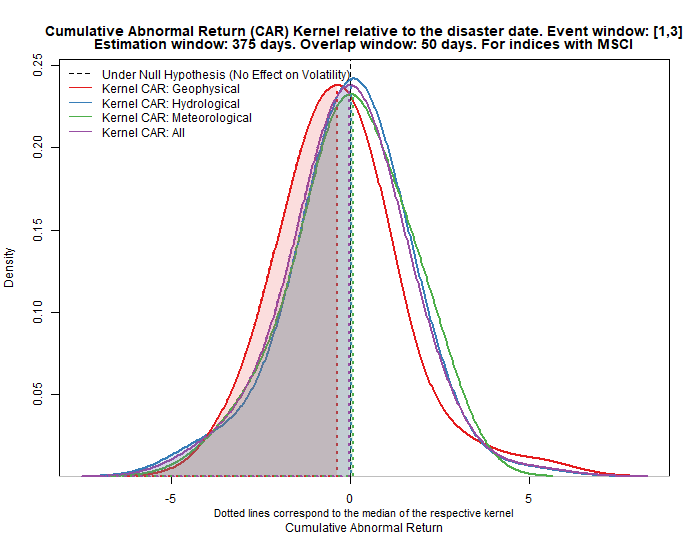 Cumulative Abnormal Return (CAR) Kernel relative to the disaster date. Event window: [1,3]
Estimation window: 375 days. Overlap window: 50 days. For indices with MSCI
Under Null Hypothesis (No Effect on Volatility)
Kernel CAR: Geophysical
Kernel CAR: Hydrological
Kernel CAR: Meteorological
Kernel CAR: All
0.25
0.20
0.15
0.10
0.05
Density
-5
0
5
Dotted lines correspond to the median of the respective kernel
Cumulative Abnormal Return